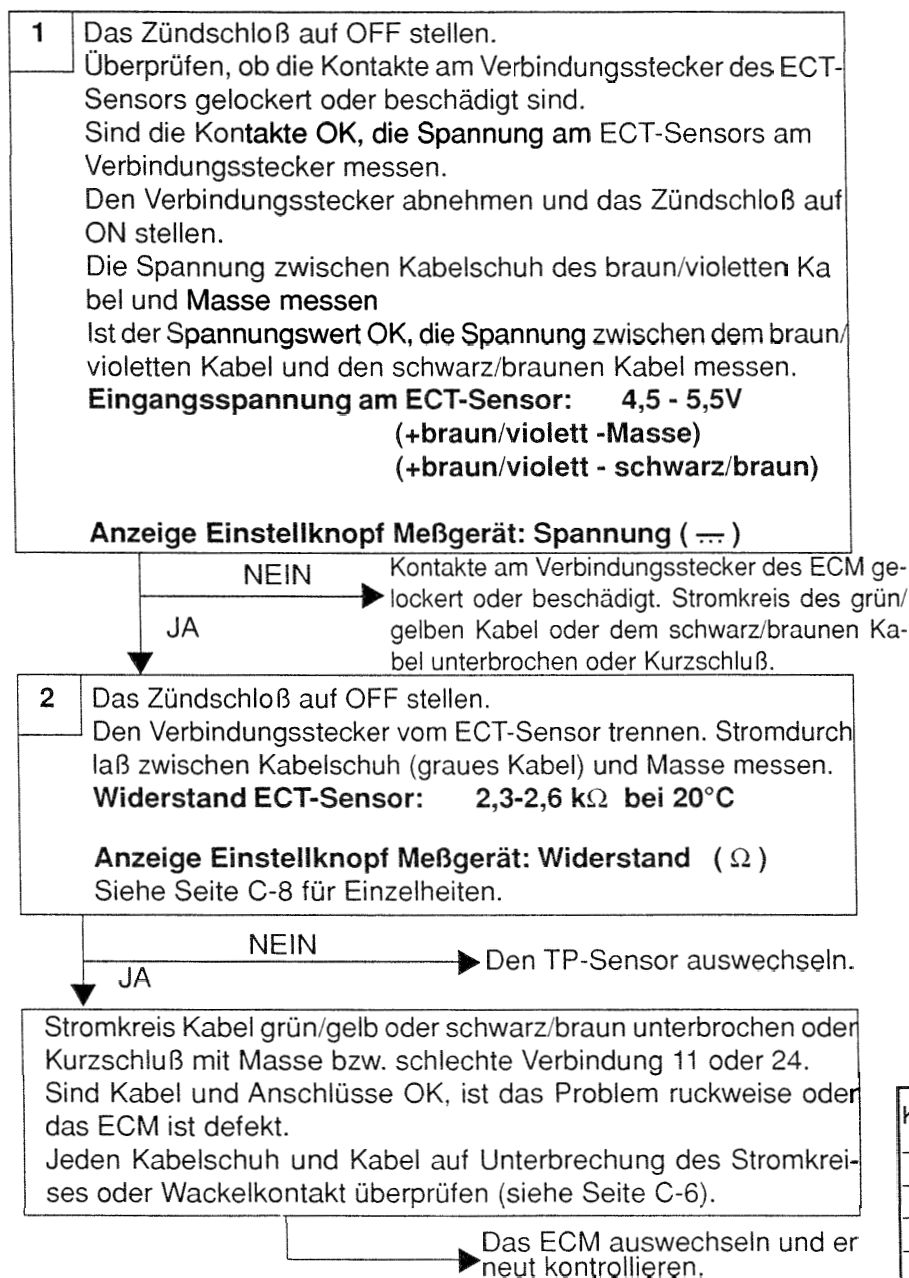 1
Das Zündschloß auf OFF stellen.
Überprüfen, ob die Kontakte am Verbindungsstecker des ECT-
Sensors gelockert oder beschädigt sind.
Sind die Kontakte OK, die Spannung am ECT-Sensors am
Verbindungsstecker messen.
Den Verbindungsstecker abnehmen und das Zündschloß auf
ON stellen.
Die Spannung zwischen Kabelschuh des braun/violetten Ka
bel und Masse messen
Ist der Spannungswert OK, die Spannung zwischen dem braun/
violetten Kabel und den schwarz/braunen Kabel messen.
Eingangsspannung am ECT-Sensor: 4,5 - 5,5V
(+braun/violett -Masse)
(+braun/violett - schwarz/braun)
Anzeige Einstellknopf Meßgerät: Spannung ( ⎓ )
NEIN
Kontakte am Verbindungsstecker des ECM ge-
lockert oder beschädigt. Stromkreis des grün/
gelben Kabel oder dem schwarz/braunen Ka-
bel unterbrochen oder Kurzschluß.
JA
2
Das Zündschloß auf OFF stellen.
Den Verbindungsstecker vom ECT-Sensor trennen. Stromdurch
laß zwischen Kabelschuh (graues Kabel) und Masse messen.
Widerstand ECT-Sensor: 2,3-2,6 kΩ bei 20°C
Anzeige Einstellknopf Meßgerät: Widerstand ( Ω )
Siehe Seite C-8 für Einzelheiten.
NEIN
Den TP-Sensor auswechseln.
JA
Stromkreis Kabel grün/gelb oder schwarz/braun unterbrochen oder
Kurzschluß mit Masse bzw. schlechte Verbindung 11 oder 24.
Sind Kabel und Anschlüsse OK, ist das Problem ruckweise oder
das ECM ist defekt.
Jeden Kabelschuh und Kabel auf Unterbrechung des Stromkrei-
ses oder Wackelkontakt überprüfen (siehe Seite C-6).
Das ECM auswechseln und er
neut kontrollieren.